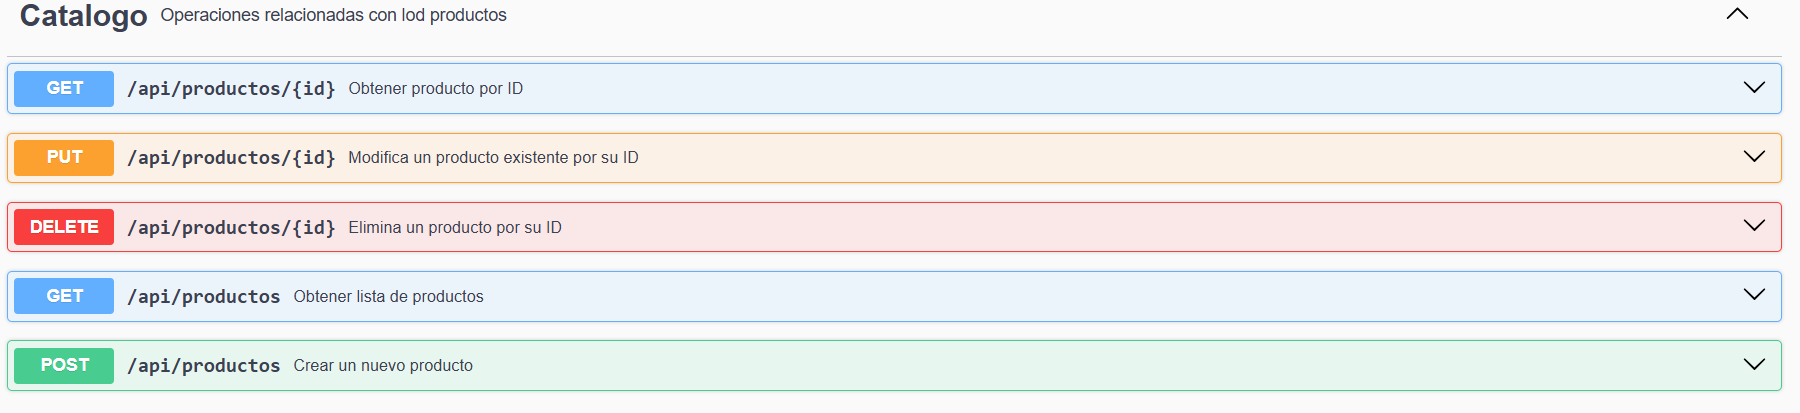 Catalogo Operaciones relacionadas con lod productos
GET /api/productos/{id} Obtener producto por ID
PUT /api/productos/{id} Modifica un producto existente por su ID
DELETE /api/productos/{id} Elimina un producto por su ID
GET /api/productos Obtener lista de productos
POST /api/productos Crear un nuevo producto